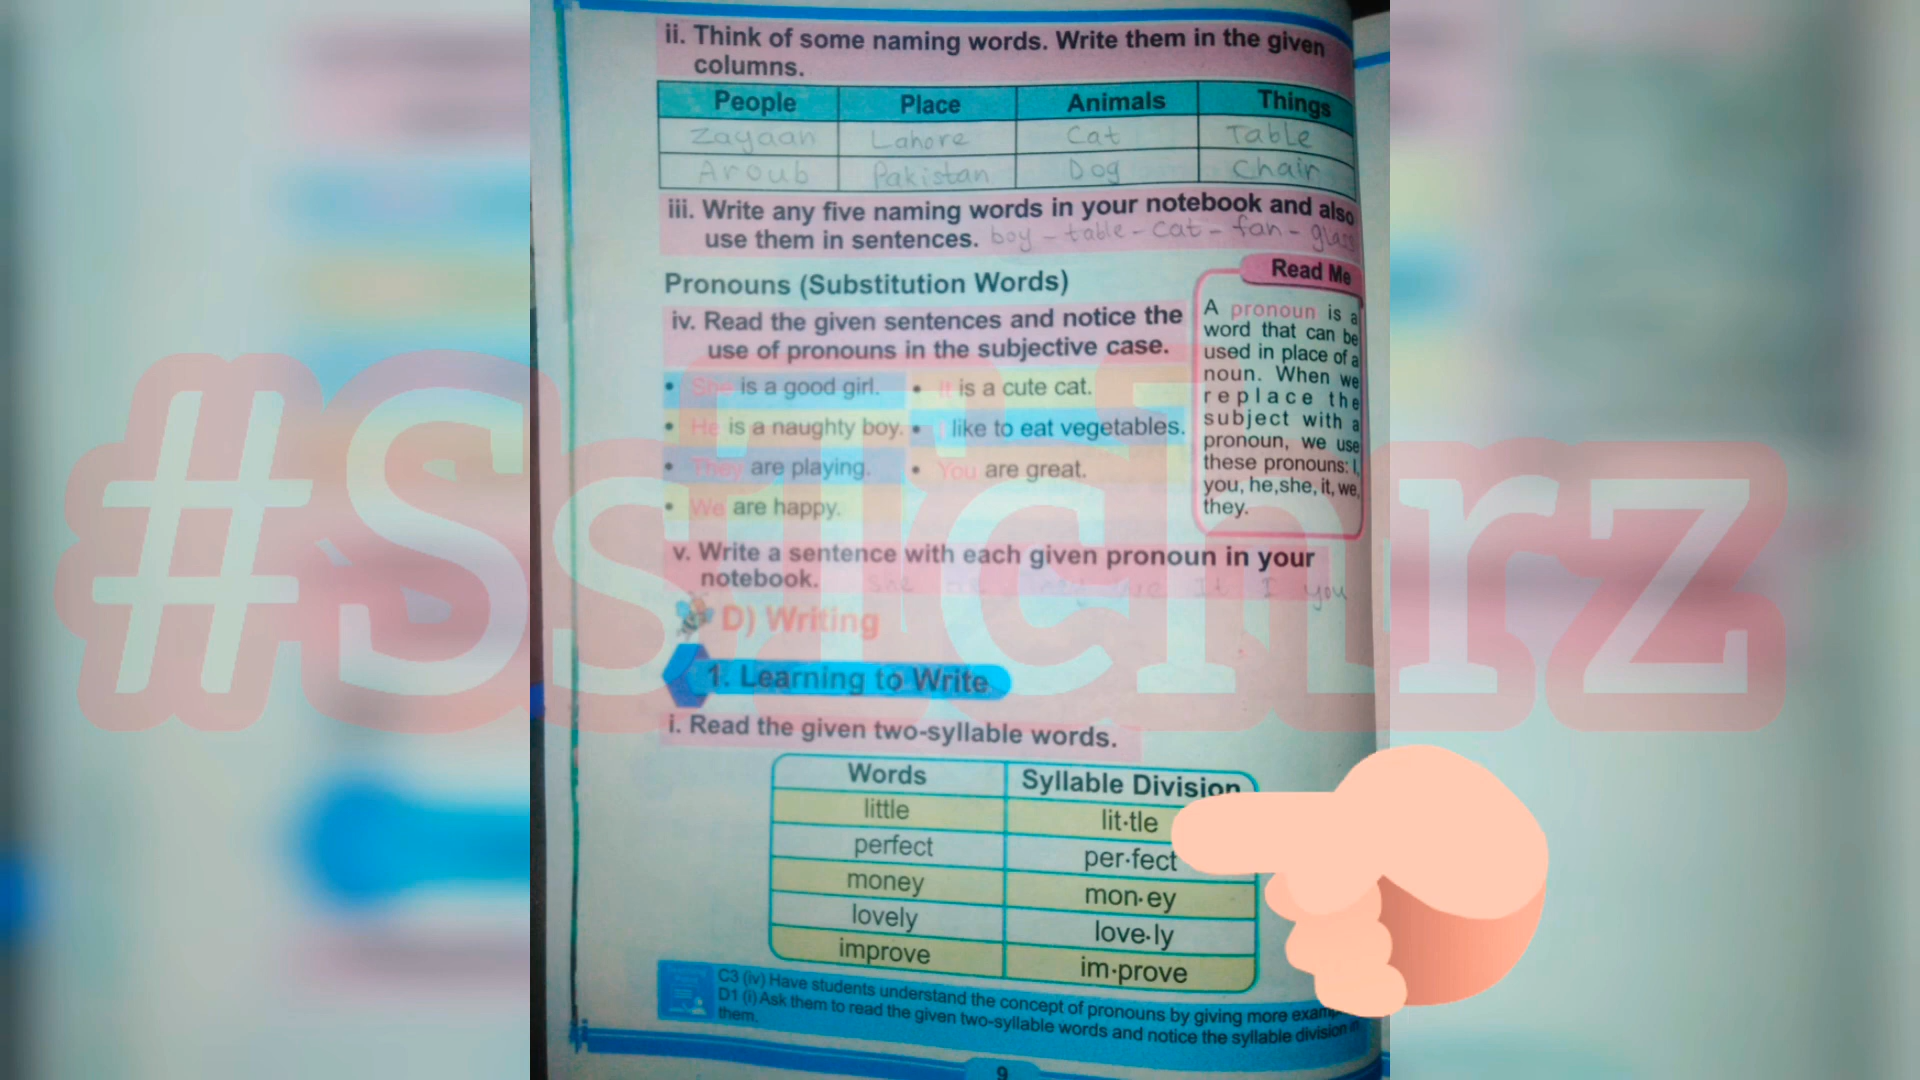 ii. Think of some naming words. Write them in the given
columns.
People Place Animals Things
Zayaan Lahore Cat Table
Aroub Pakistan Dog Chair
iii. Write any five naming words in your notebook and also
use them in sentences. boy - table - cat - fan - glass
Pronouns (Substitution Words)
iv. Read the given sentences and notice the
use of pronouns in the subjective case.
• She is a good girl. • It is a cute cat.
• He is a naughty boy. • I like to eat vegetables.
• They are playing. • You are great.
• We are happy.
Read Me
A pronoun is a
word that can be
used in place of a
noun. When we
replace the
subject with a
pronoun, we use
these pronouns: I,
you, he,she, it, we,
they.
v. Write a sentence with each given pronoun in your
notebook. She It I you
#SsTchrz
D) Writing
1. Learning to Write
i. Read the given two-syllable words.
Words Syllable Division
little lit·tle
perfect per·fect
money mon·ey
lovely love·ly
improve im·prove
C3 (iv) Have students understand the concept of pronouns by giving more
D1 (i) Ask them to read the given two-syllable words and notice the syllable division in
them.
9